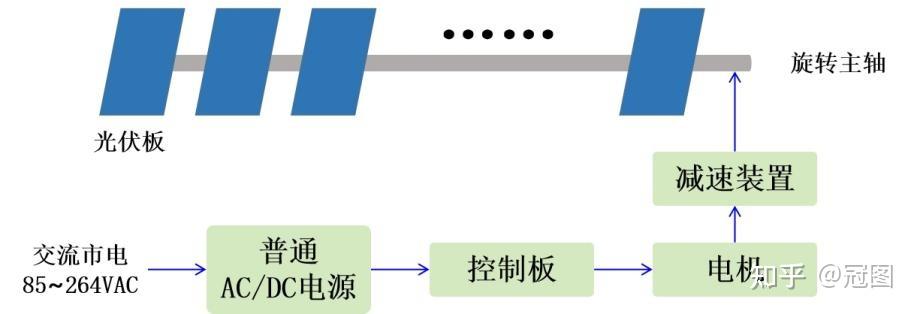 旋转主轴
光伏板
减速装置
交流市电
85~264VAC
普通
AC/DC电源
控制板
电机
知乎 @冠图